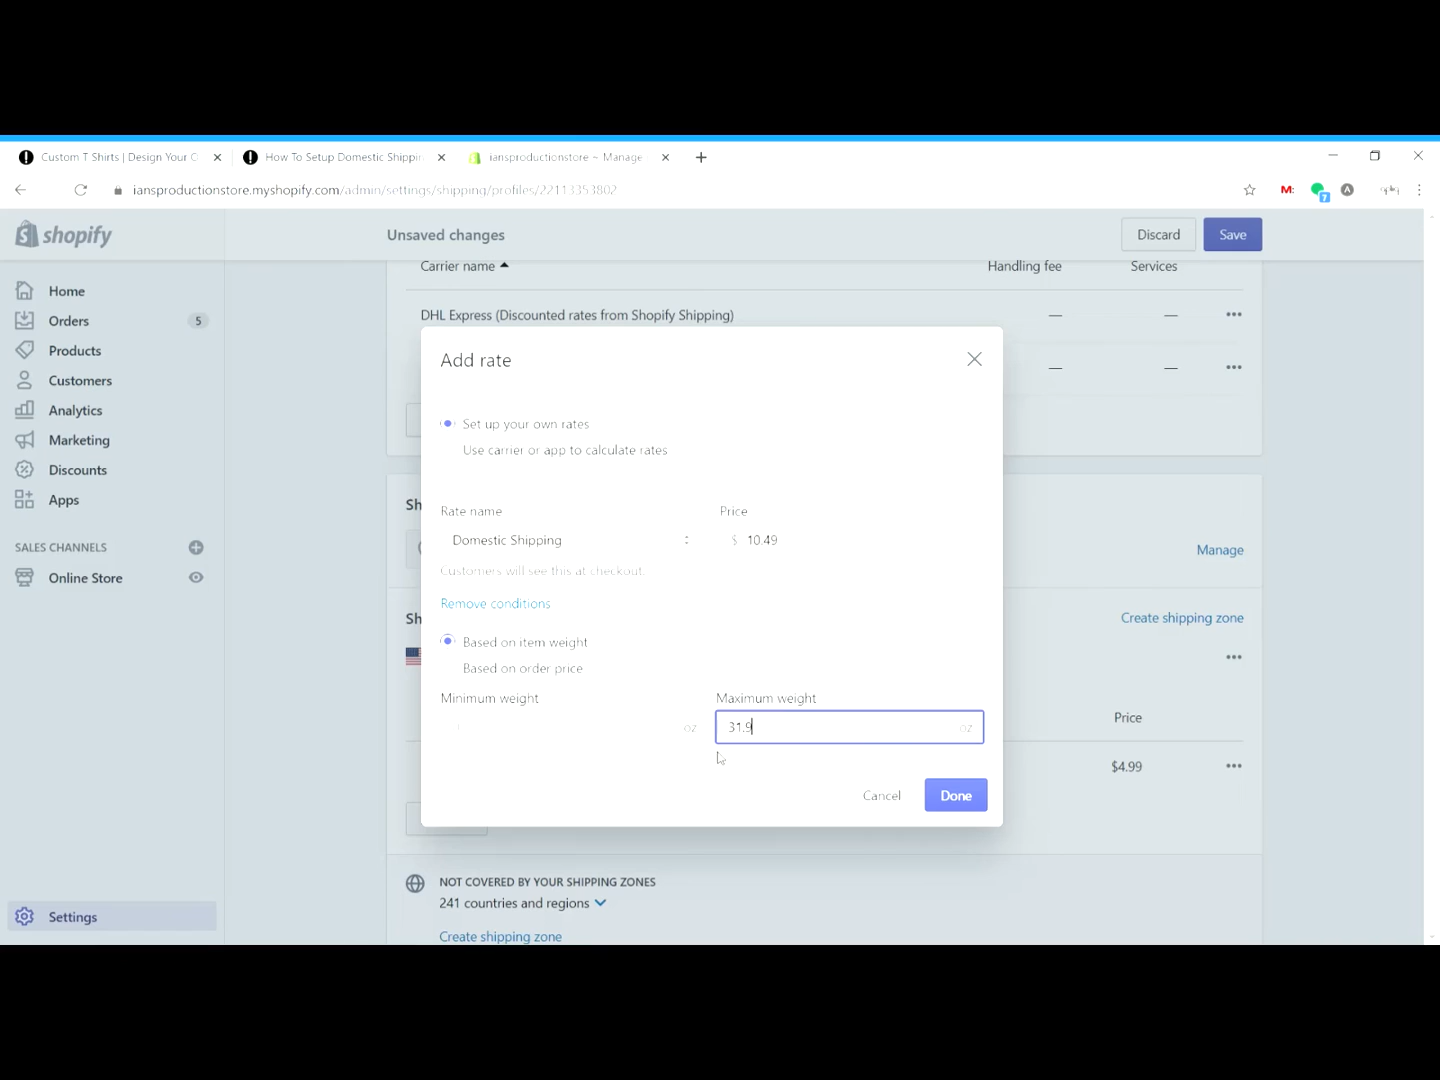 Custom T Shirts | Design Your O
How To Setup Domestic Shippin
iansproductionstore ~ Manage
iansproductionstore.myshopify.com/admin/settings/shipping/profiles/22113353802
M:
7
A
shopify
Unsaved changes
Discard
Save
Home
Orders
5
Products
Customers
Analytics
Marketing
Discounts
Apps
SALES CHANNELS
Online Store
Settings
Carrier name
Handling fee
Services
DHL Express (Discounted rates from Shopify Shipping)
— —
— —
Add rate
Set up your own rates
Use carrier or app to calculate rates
Rate name
Price
Domestic Shipping
$ 10.49
Customers will see this at checkout.
Remove conditions
Based on item weight
Based on order price
Minimum weight
Maximum weight
oz
31.9
oz
Cancel
Done
Sh
Manage
Sh
Create shipping zone
Price
$4.99
NOT COVERED BY YOUR SHIPPING ZONES
241 countries and regions
Create shipping zone